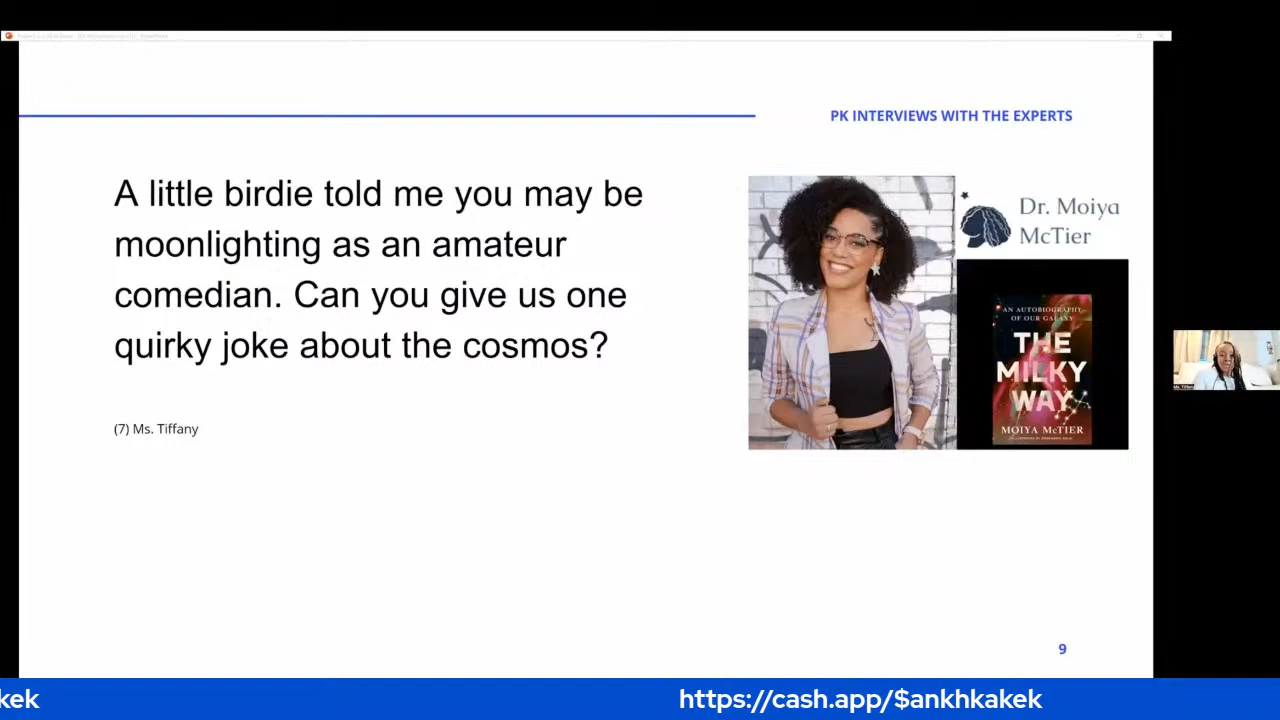 PK INTERVIEWS WITH THE EXPERTS
A little birdie told me you may be
moonlighting as an amateur
comedian. Can you give us one
quirky joke about the cosmos?
(7) Ms. Tiffany
Dr. Moiya
McTier
AN AUTOBIOGRAPHY
OF OUR GALAXY
THE
MILKY
WAY
MOIYA McTIER
Ms. Tiffany
9
kek
https://cash.app/$ankhkakek